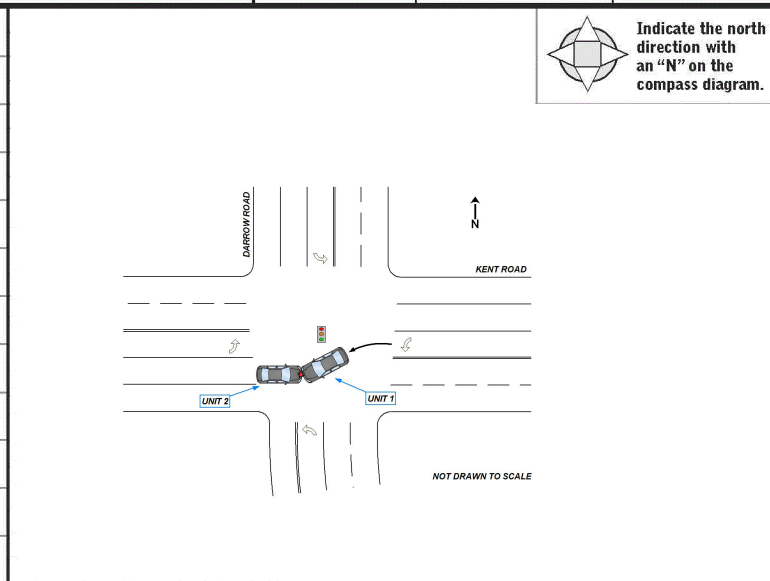 Indicate the north
direction with
an “N” on the
compass diagram.
DARROW ROAD
N
KENT ROAD
UNIT 2
UNIT 1
NOT DRAWN TO SCALE